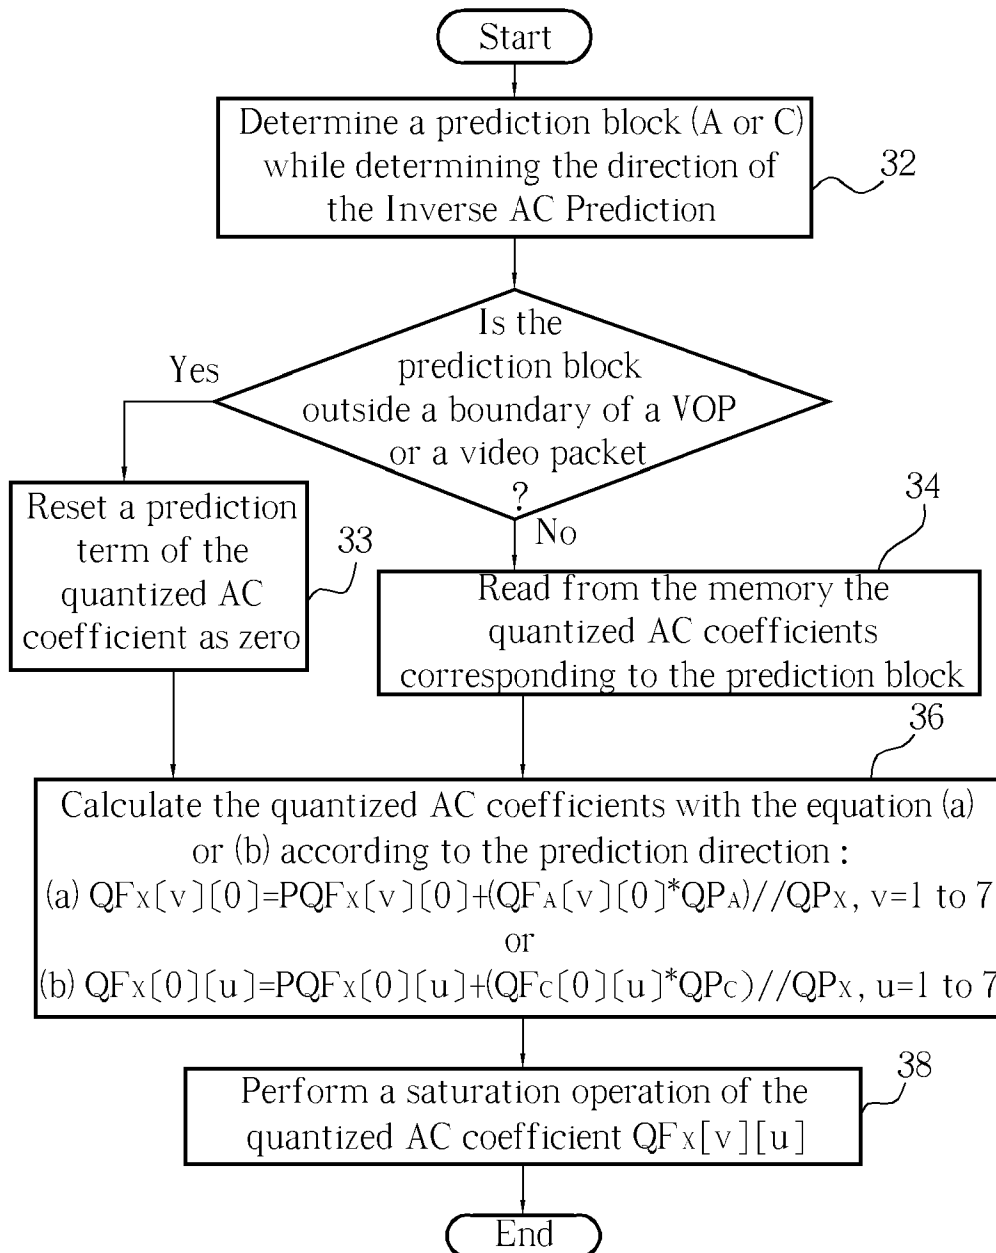 Start
Determine a prediction block (A or C)
while determining the direction of
the Inverse AC Prediction
32
Is the
prediction block
outside a boundary of a VOP
or a video packet
?
Yes
No
Reset a prediction
term of the
quantized AC
coefficient as zero
33
34
Read from the memory the
quantized AC coefficients
corresponding to the prediction block
36
Calculate the quantized AC coefficients with the equation (a)
or (b) according to the prediction direction :
(a) QFX[v][0]=PQFX[v][0]+(QFA[v][0]*QPA)//QPX, v=1 to 7
or
(b) QFX[0][u]=PQFX[0][u]+(QFC[0][u]*QPC)//QPX, u=1 to 7
38
Perform a saturation operation of the
quantized AC coefficient QFX[v][u]
End